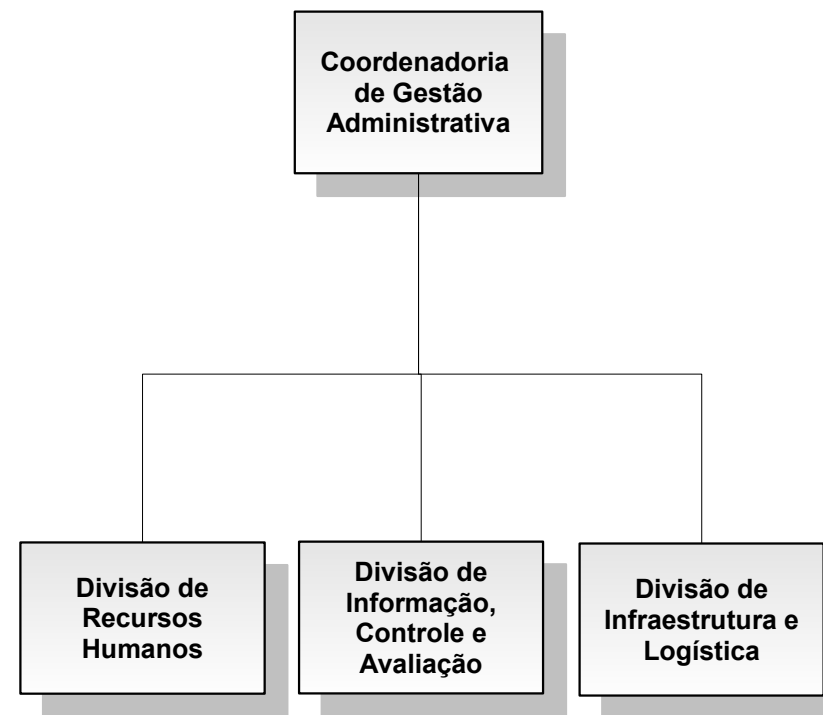 Coordenadoria
de Gestão
Administrativa
Divisão de
Recursos
Humanos
Divisão de
Informação,
Controle e
Avaliação
Divisão de
Infraestrutura e
Logística